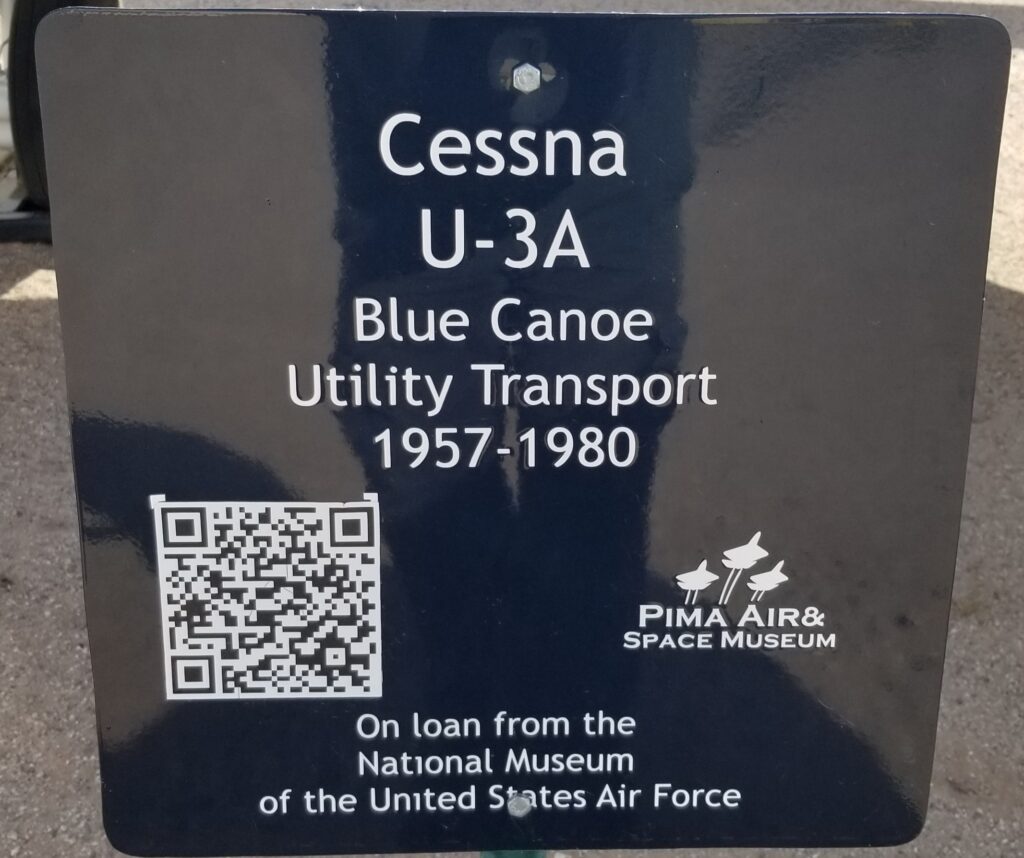 Cessna
U-3A
Blue Canoe
Utility Transport
1957-1980
PIMA AIR&
SPACE MUSEUM
On loan from the
National Museum
of the United States Air Force